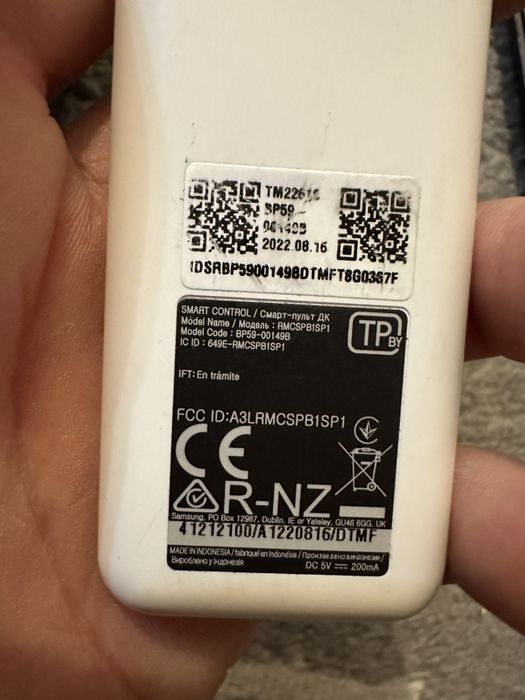 BP59
2022.08.16
IDSRBP59001498DTMFT8G0367F
SMART CONTROL / Смарт-пульт ДК
Model Name / Модель : RMCSPB1SP1
Model Code : BP59-00149B
IC ID : 649E-RMCSPB1SP1
TP BY
IFT: En trámite
FCC ID:A3LRMCSPB1SP1
CE
R-NZ
Samsung, PO Box 12987, Dublin. IE or Yateley, GU46 6GG. UK
41212100/A1220816/DTMF
MADE IN INDONESIA / fabriqué en Indonésie / Произведено в Индонезии /
Вироблено у Індонезія
DC 5V ⎓ 200mA